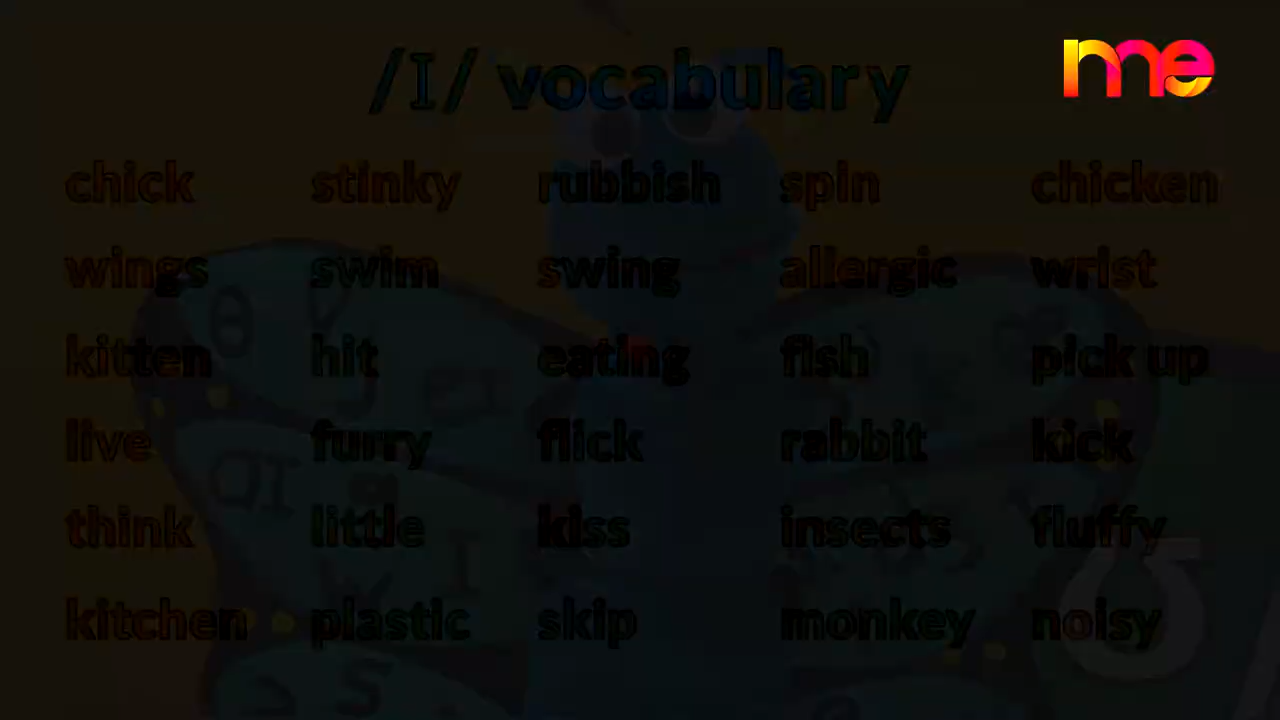 /I/ vocabulary
me
chick stinky rubbish spin chicken
wings swim swing allergic wrist
kitten hit eating fish pick up
live furry flick rabbit kick
think little kiss insects fluffy
kitchen plastic skip monkey noisy